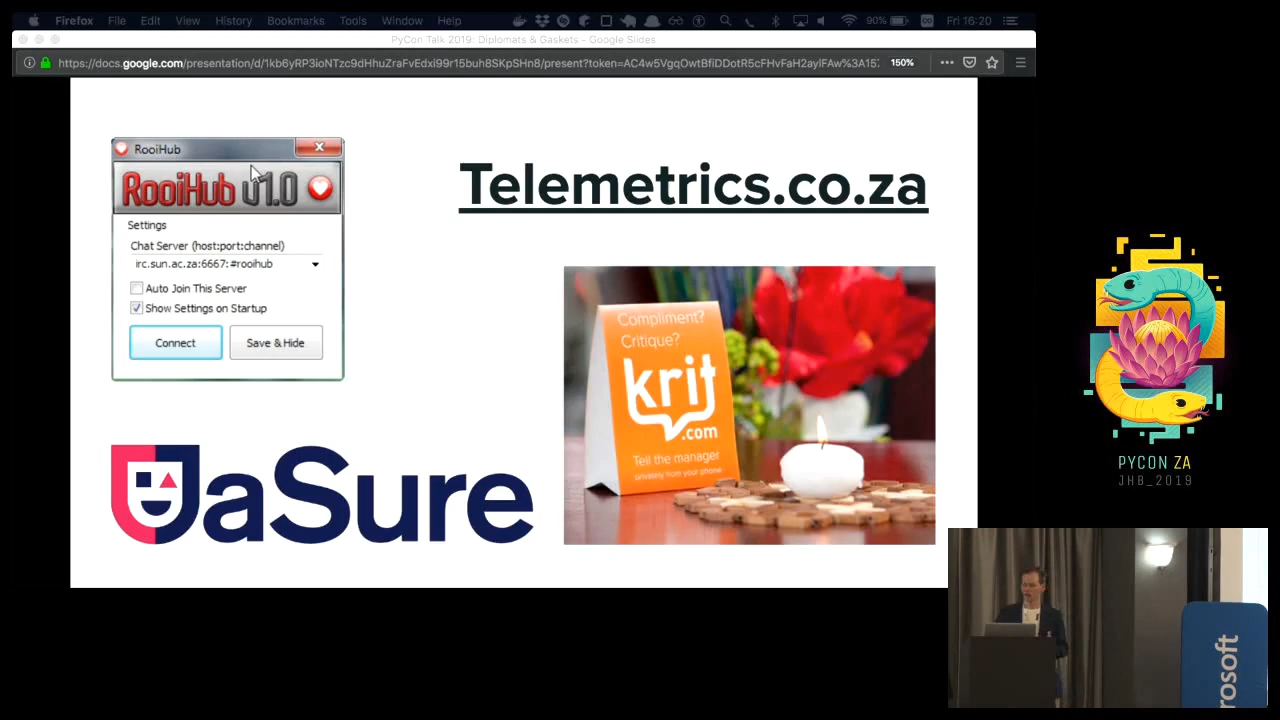 Firefox File Edit View History Bookmarks Tools Window Help 90% Fri 16:20
PyCon Talk 2019: Diplomats & Gaskets - Google Slides
https://docs.google.com/presentation/d/1kb6yRP3ioNTzc9dHhuZraFvEdxi99r15buh8SKpSHn8/present?token=AC4w5VgqOwtBfiDDotR5cFHvFaH2aylFAw%3A15 150%
RooiHub
RooiHub v1.0
Settings
Chat Server (host:port:channel)
irc.sun.ac.za:6667:#rooihub
Auto Join This Server
Show Settings on Startup
Connect Save & Hide
Telemetrics.co.za
Compliment?
Critique?
krit
.com
Tell the manager
privately from your phone
JaSure
PYCON ZA
JHB_2019
rosoft